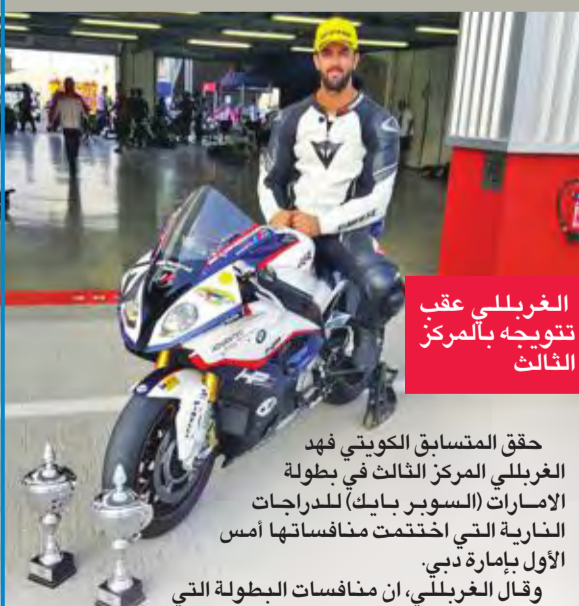 الغربللي عقب
تتويجه بالمركز
الثالث
حقق المتسابق الكويتي فهد
الغربللي المركز الثالث في بطولة
الامـارات (السوبر بايك) للدراجات
النارية التي اختتمت منافساتها أمس
الأول بإمارة دبي.
وقال الغربللي، ان منافسات البطولة التي